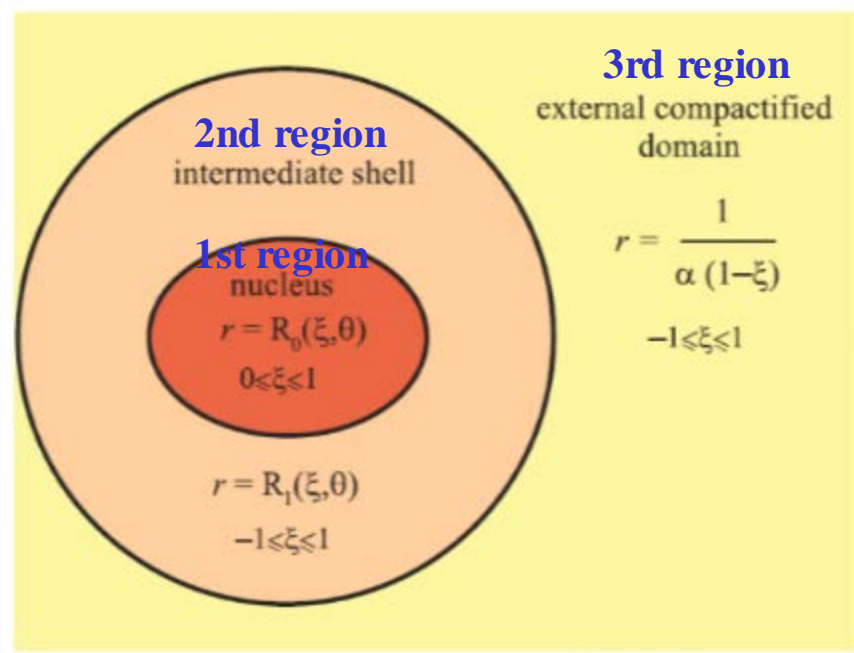 3rd region
external compactified
domain
r = 1 / α (1–ξ)
–1⩽ξ⩽1
2nd region
intermediate shell
1st region
nucleus
r = R₀(ξ,θ)
0⩽ξ⩽1
r = R₁(ξ,θ)
–1⩽ξ⩽1